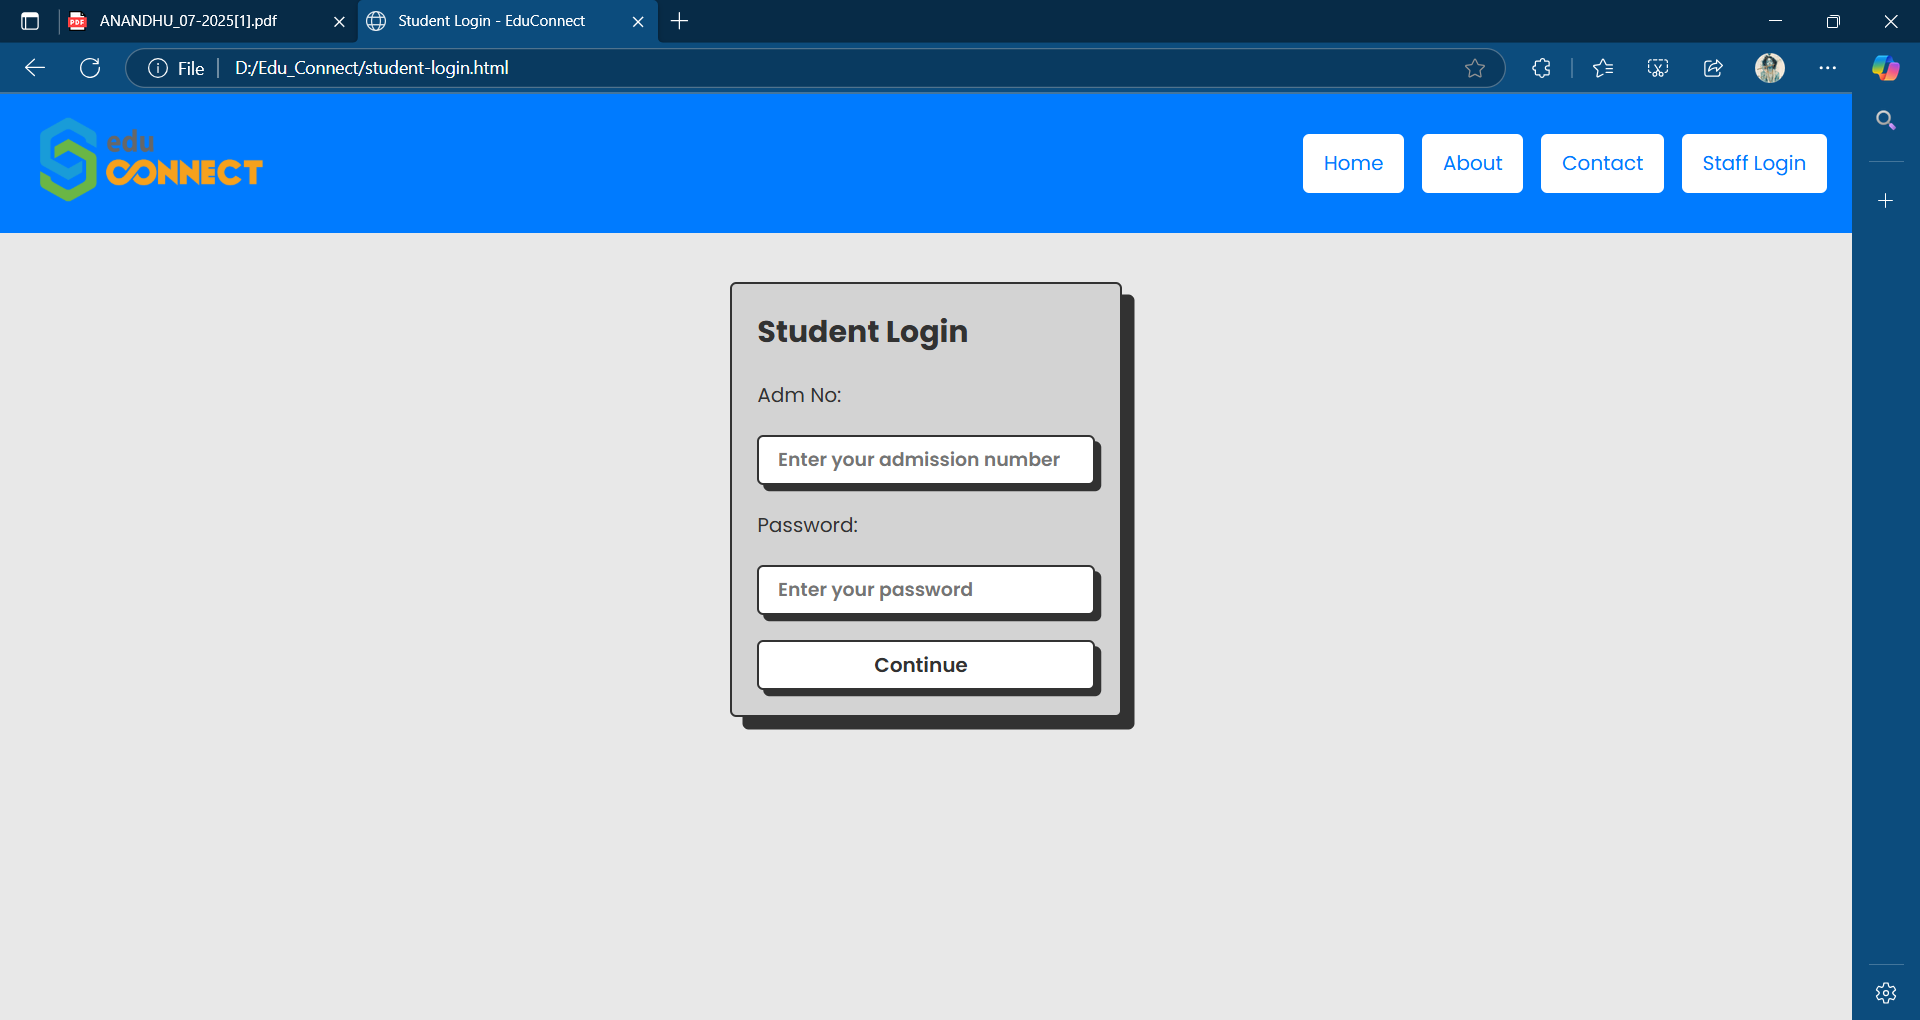 ANANDHU_07-2025[1].pdf
Student Login - EduConnect
File
D:/Edu_Connect/student-login.html
edu
CONNECT
Home
About
Contact
Staff Login
Student Login
Adm No:
Enter your admission number
Password:
Enter your password
Continue